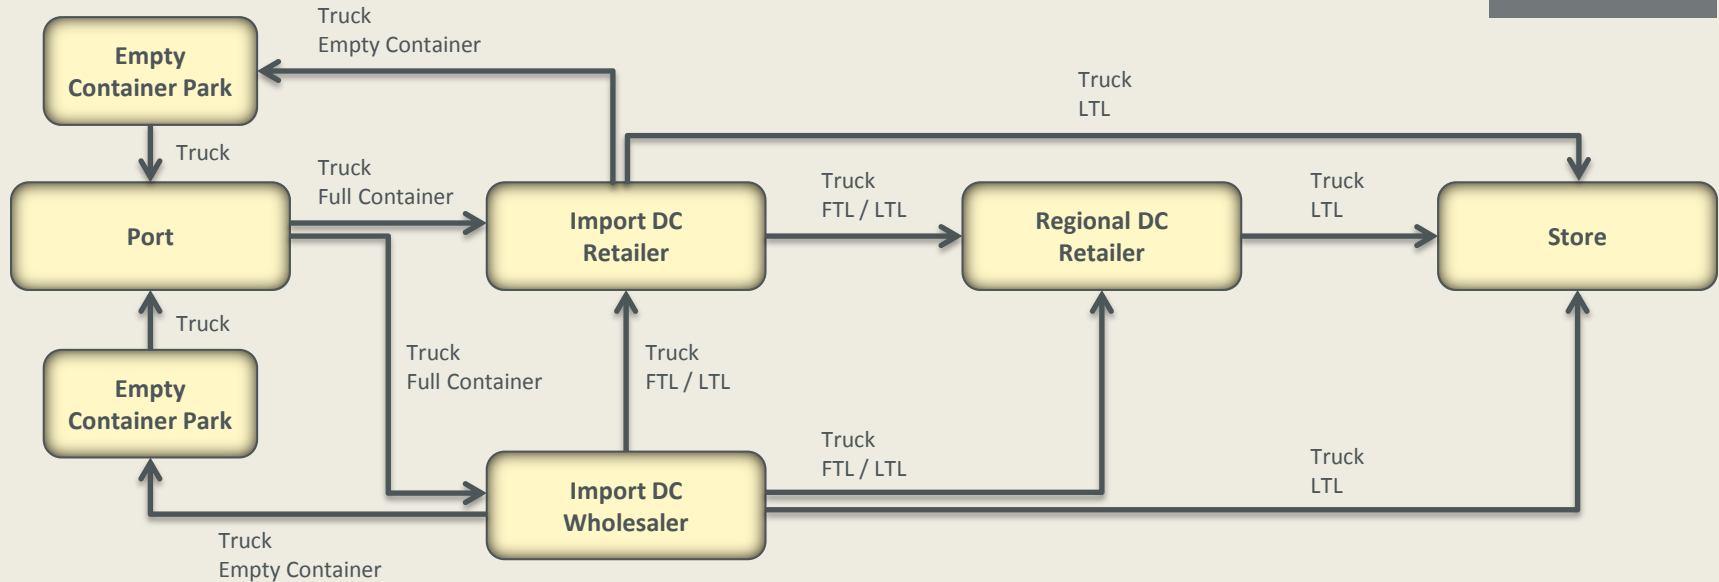 Truck
Empty Container
Empty
Container Park
Truck
LTL
Truck
Truck
Full Container
Truck
FTL / LTL
Truck
LTL
Port
Import DC
Retailer
Regional DC
Retailer
Store
Truck
Empty
Container Park
Truck
Full Container
Truck
FTL / LTL
Truck
FTL / LTL
Truck
LTL
Import DC
Wholesaler
Truck
Empty Container